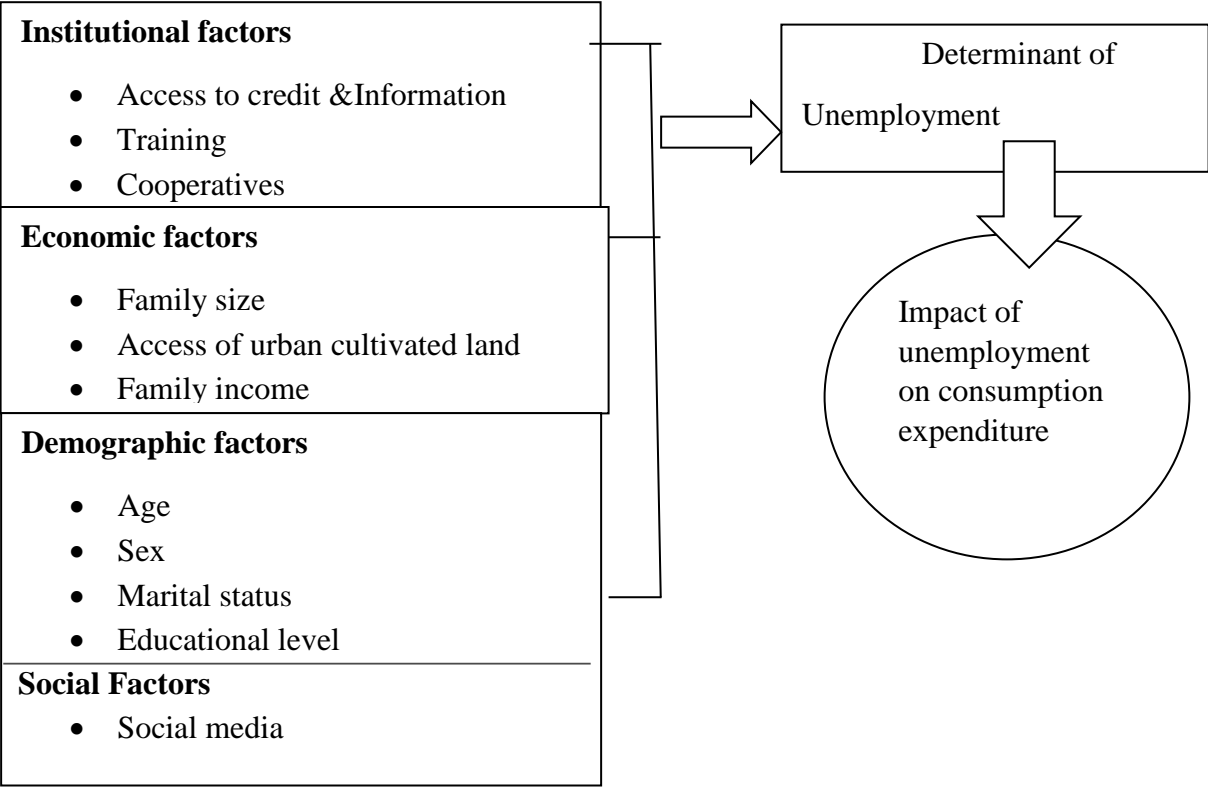 Institutional factors
• Access to credit &Information
• Training
• Cooperatives
Economic factors
• Family size
• Access of urban cultivated land
• Family income
Demographic factors
• Age
• Sex
• Marital status
• Educational level
Social Factors
• Social media
Determinant of
Unemployment
Impact of
unemployment
on consumption
expenditure